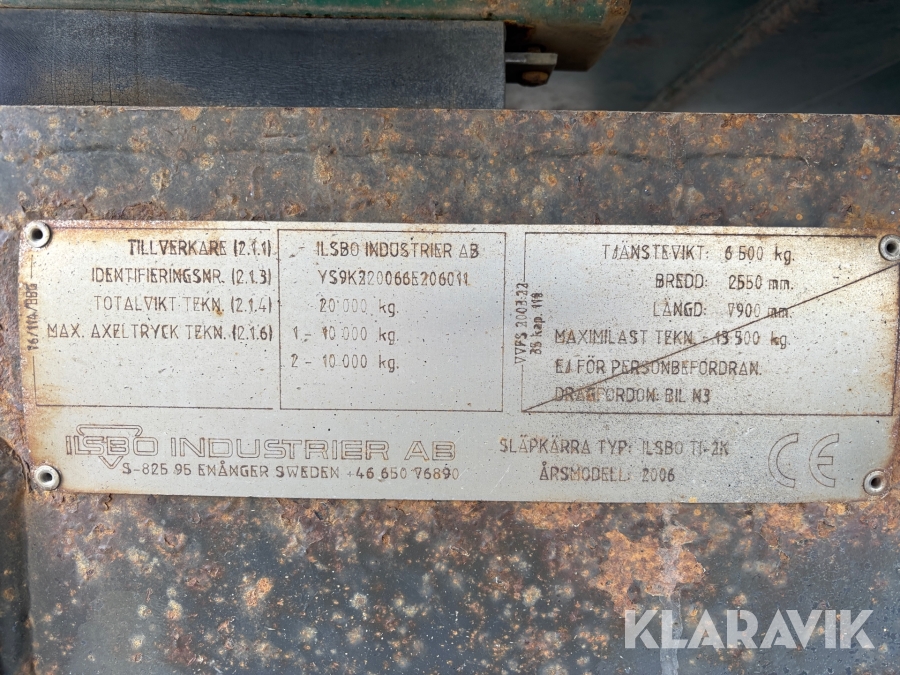 TILLVERKARE (2.1.1) - ILSBO INDUSTRIER AB
IDENTIFIERINGSNR. (2.1.3)
TOTALVIKT TEKN. (2.1.4) 20 000 kg.
MAX. AXELTRYCK TEKN. (2.1.6) 1 - 10 000 kg.
2 - 10 000 kg.
VVFS 2003:22
TJÄNSTEVIKT: 6 500 kg.
BREDD: 2550 mm.
LÄNGD: 7900 mm.
MAXIMILAST TEKN. - 13 500 kg.
EJ FÖR PERSONBEFORDRAN.
DRAGFORDON: BIL N3
ILSBO INDUSTRIER AB
S-825 95 ENÅNGER SWEDEN +46 650 76890
SLÄPKÄRRA TYP: ILSBO T1-2K
ÅRSMODELL: 2006
CE
KLARAVIK